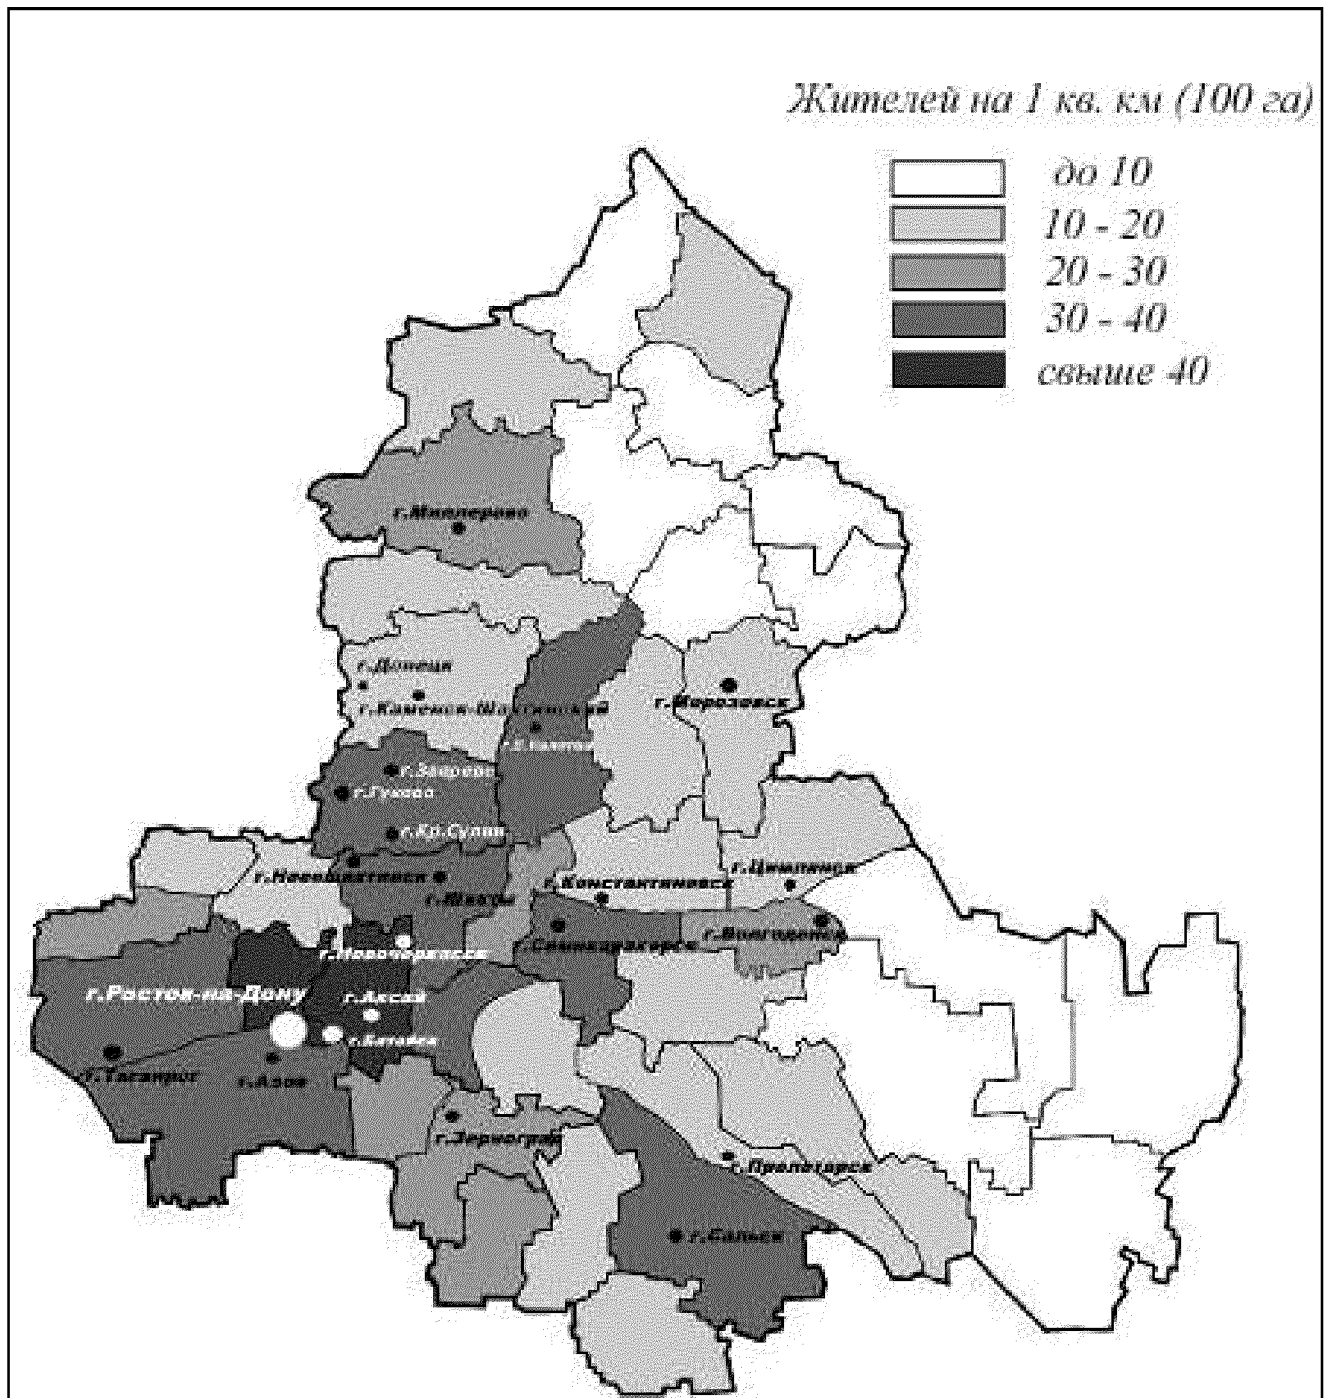 Жителей на 1 кв. км (100 га)
до 10
10 - 20
20 - 30
30 - 40
свыше 40
г.Миллерово
г.Донецк
г.Каменск-Шахтинский
г.Морозовск
г.Зверево
г.Гуково
г.Кр.Сулин
г.Цимлянск
г.Новошахтинск
г.Константиновск
г.Шахты
г.Волгодонск
г.Семикаракорск
г.Новочеркасск
г.Ростов-на-Дону
г.Аксай
г.Батайск
г.Таганрог
г.Азов
г.Зерноград
г.Пролетарск
г.Сальск